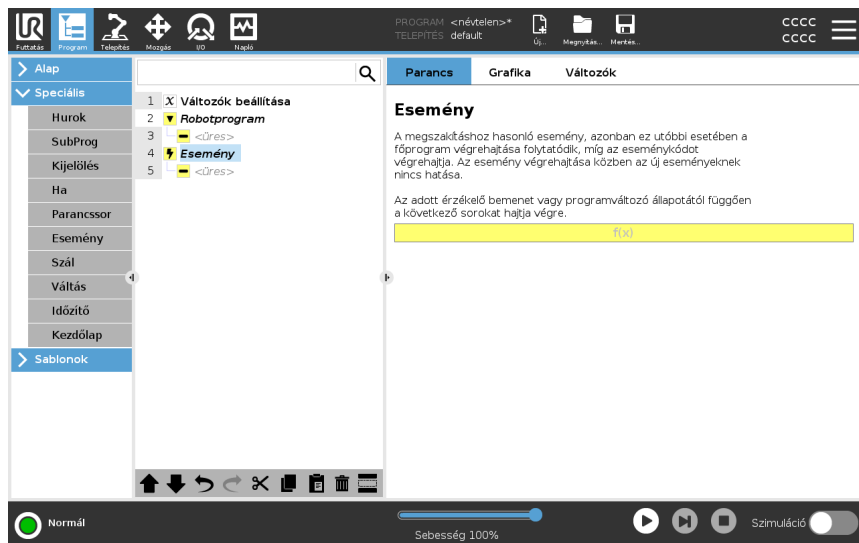 UR
Futtatás
Program
Telepítés
Mozgás
I/O
Napló
PROGRAM <névtelen>*
TELEPÍTÉS default
Új...
Megnyitás...
Mentés...
CCCC
CCCC
Alap
Speciális
Hurok
SubProg
Kijelölés
Ha
Parancssor
Esemény
Szál
Váltás
Időzítő
Kezdőlap
Sablonok
1 X Változók beállítása
2 Robotprogram
3 <üres>
4 Esemény
5 <üres>
Parancs Grafika Változók
Esemény
A megszakításhoz hasonló esemény, azonban ez utóbbi esetében a
főprogram végrehajtása folytatódik, míg az eseménykódot
végrehajtja. Az esemény végrehajtása közben az új eseményeknek
nincs hatása.
Az adott érzékelő bemenet vagy programváltozó állapotától függően
a következő sorokat hajtja végre.
f(x)
Normál
Sebesség 100%
Szimuláció